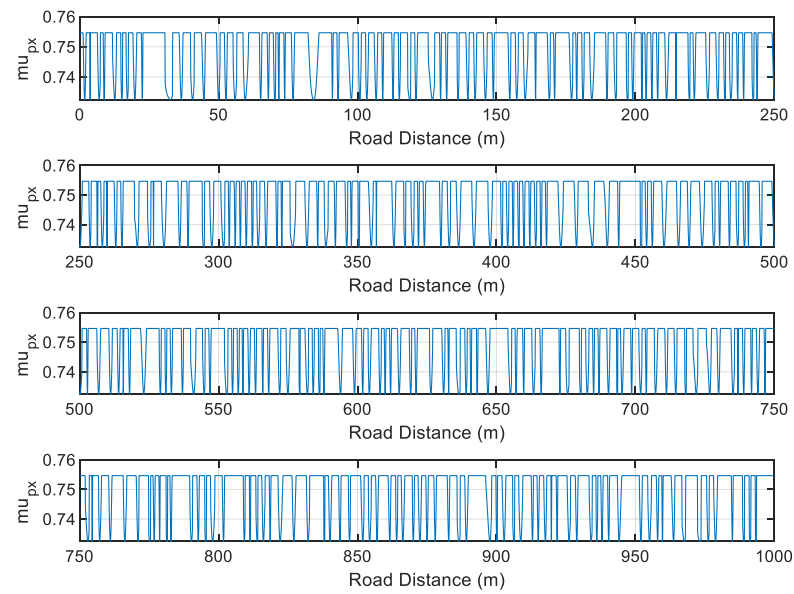 0.76
0.75
0.74
mu_px
0 50 100 150 200 250
Road Distance (m)
0.76
0.75
0.74
mu_px
250 300 350 400 450 500
Road Distance (m)
0.76
0.75
0.74
mu_px
500 550 600 650 700 750
Road Distance (m)
0.76
0.75
0.74
mu_px
750 800 850 900 950 1000
Road Distance (m)